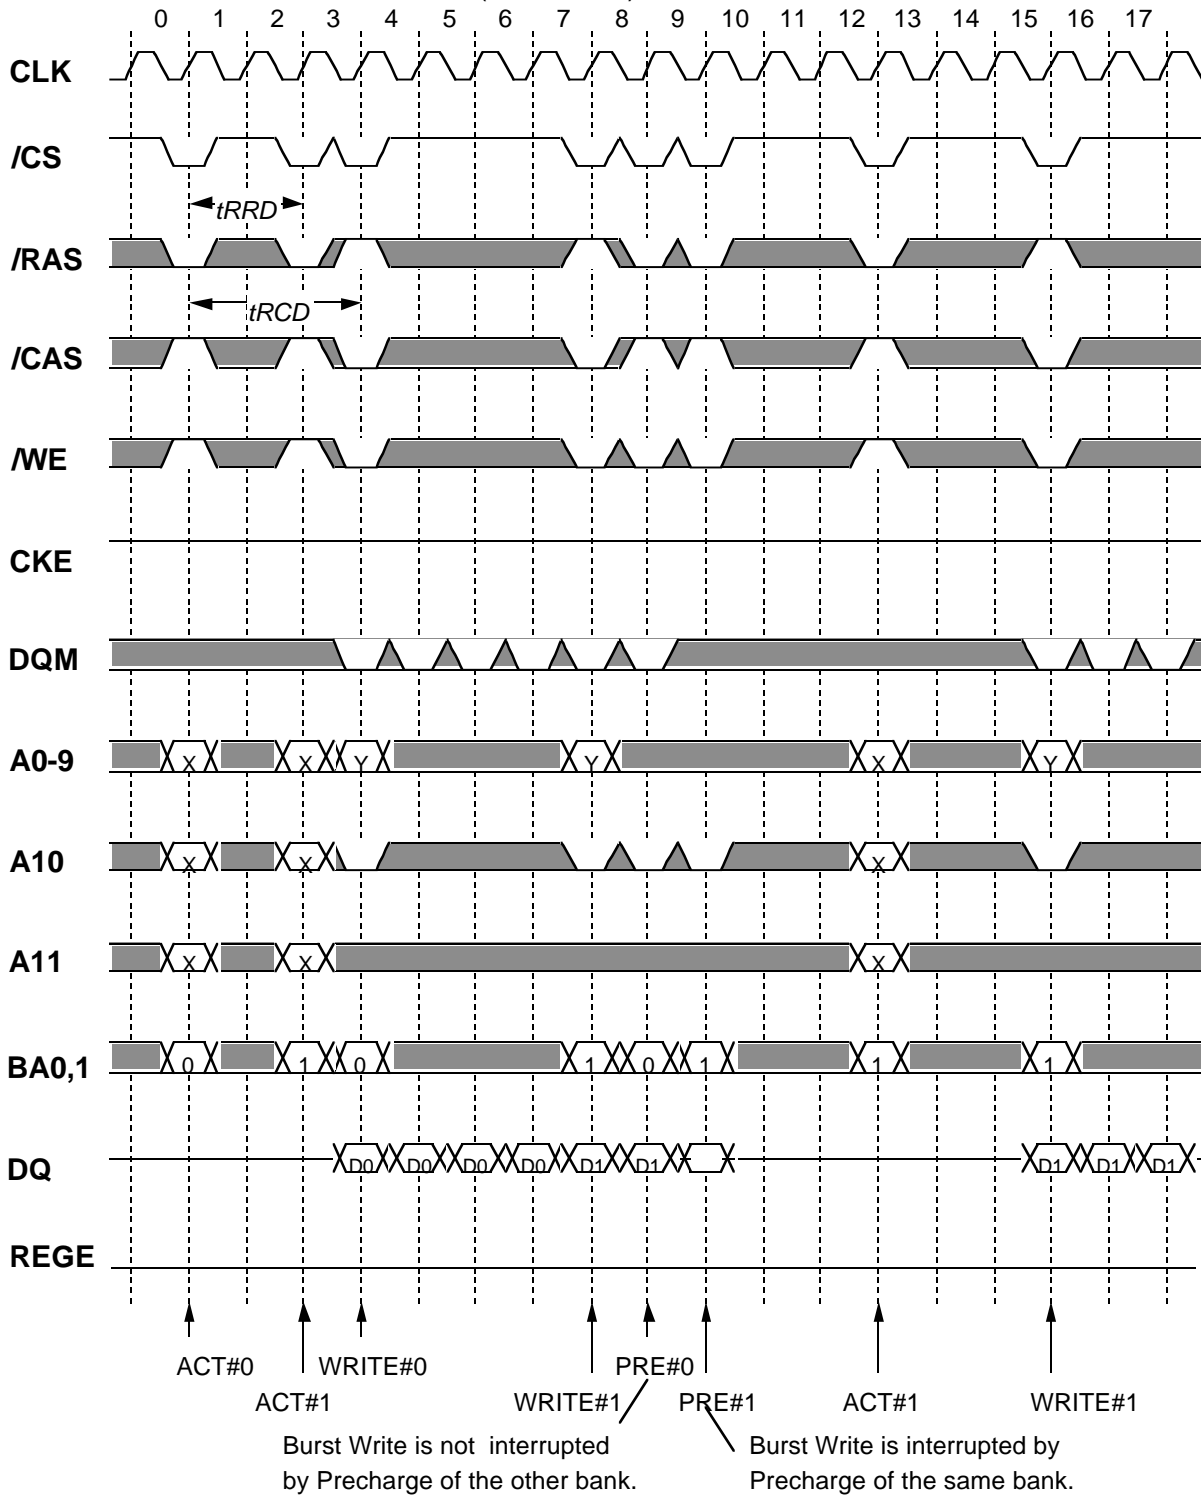 0 1 2 3 4 5 6 7 8 9 10 11 12 13 14 15 16 17
CLK
/CS
tRRD
/RAS
tRCD
/CAS
/WE
CKE
DQM
A0-9 X X Y Y X Y
A10 X X X
A11 X X X
BA0,1 0 1 0 1 0 1 1 1
DQ D0 D0 D0 D0 D1 D1 D1 D1 D1
REGE
ACT#0 WRITE#0 PRE#0
ACT#1 WRITE#1 PRE#1 ACT#1 WRITE#1
Burst Write is not interrupted
by Precharge of the other bank.
Burst Write is interrupted by
Precharge of the same bank.